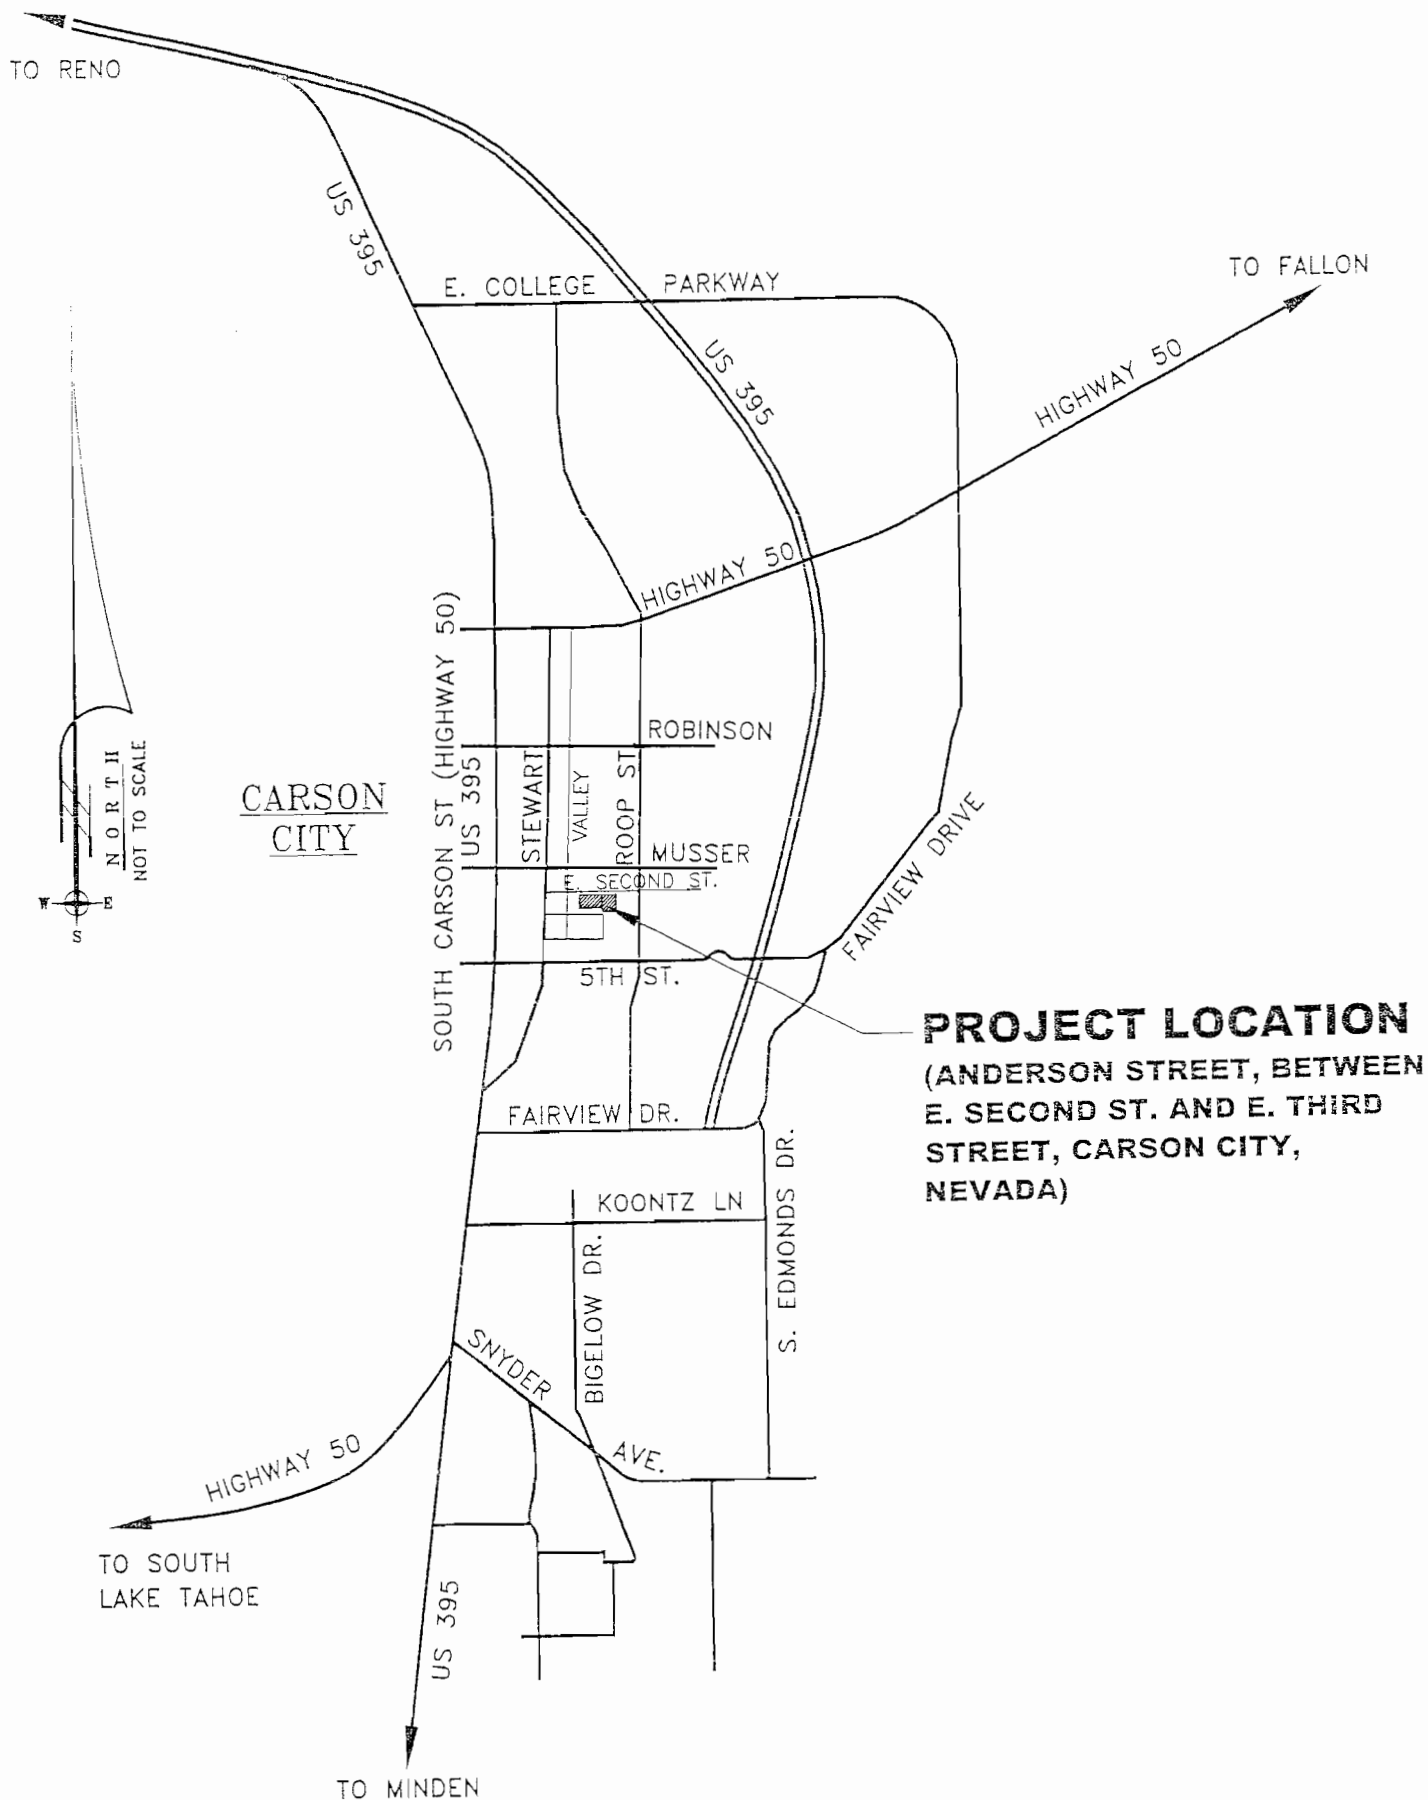 TO RENO
US 395
E. COLLEGE PARKWAY
TO FALLON
US 395
HIGHWAY 50
HIGHWAY 50
SOUTH CARSON ST (HIGHWAY 50)
US 395
STEWART
VALLEY
ROOP ST.
ROBINSON
MUSSER
E. SECOND ST.
CARSON
CITY
NORTH
NOT TO SCALE
W
E
S
5TH ST.
FAIRVIEW DRIVE
PROJECT LOCATION
(ANDERSON STREET, BETWEEN
E. SECOND ST. AND E. THIRD
STREET, CARSON CITY,
NEVADA)
FAIRVIEW DR.
KOONTZ LN
BIGELOW DR.
S. EDMONDS DR.
SNYDER AVE.
HIGHWAY 50
TO SOUTH
LAKE TAHOE
US 395
TO MINDEN